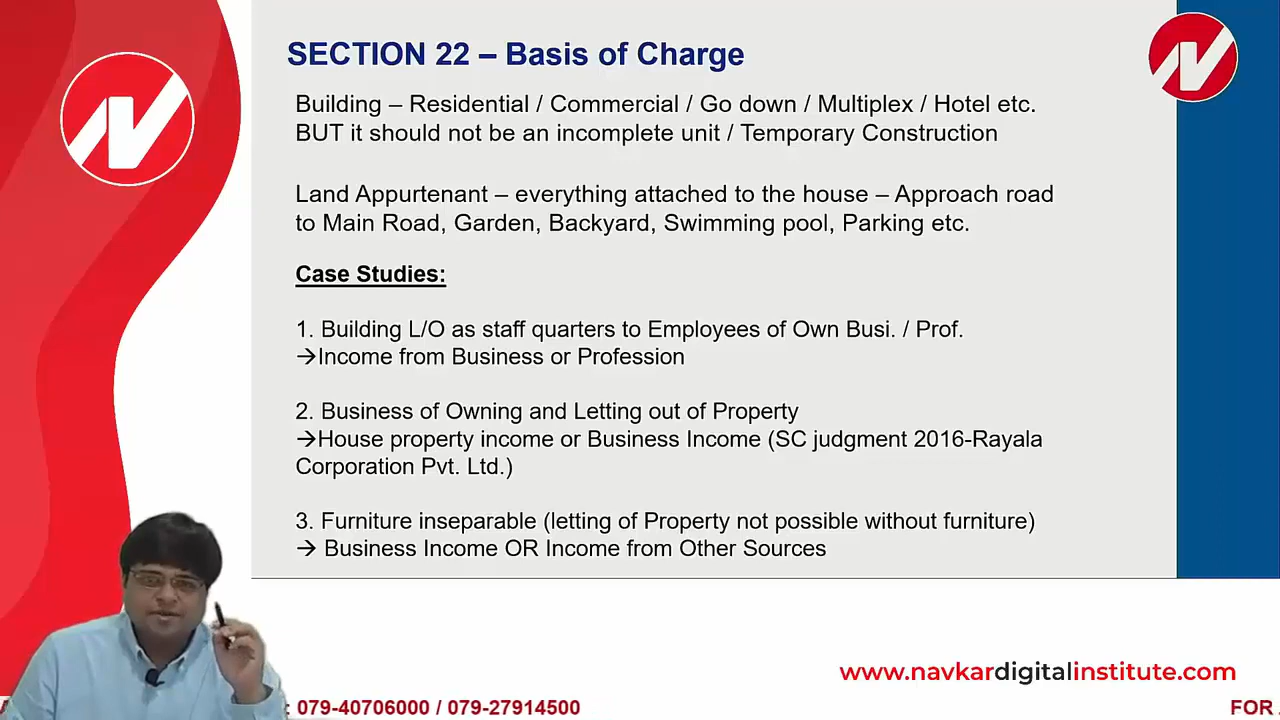 SECTION 22 – Basis of Charge
Building – Residential / Commercial / Go down / Multiplex / Hotel etc.
BUT it should not be an incomplete unit / Temporary Construction
Land Appurtenant – everything attached to the house – Approach road
to Main Road, Garden, Backyard, Swimming pool, Parking etc.
Case Studies:
1. Building L/O as staff quarters to Employees of Own Busi. / Prof.
→Income from Business or Profession
2. Business of Owning and Letting out of Property
→House property income or Business Income (SC judgment 2016-Rayala
Corporation Pvt. Ltd.)
3. Furniture inseparable (letting of Property not possible without furniture)
→ Business Income OR Income from Other Sources
www.navkardigitalinstitute.com
: 079-40706000 / 079-27914500
FOR